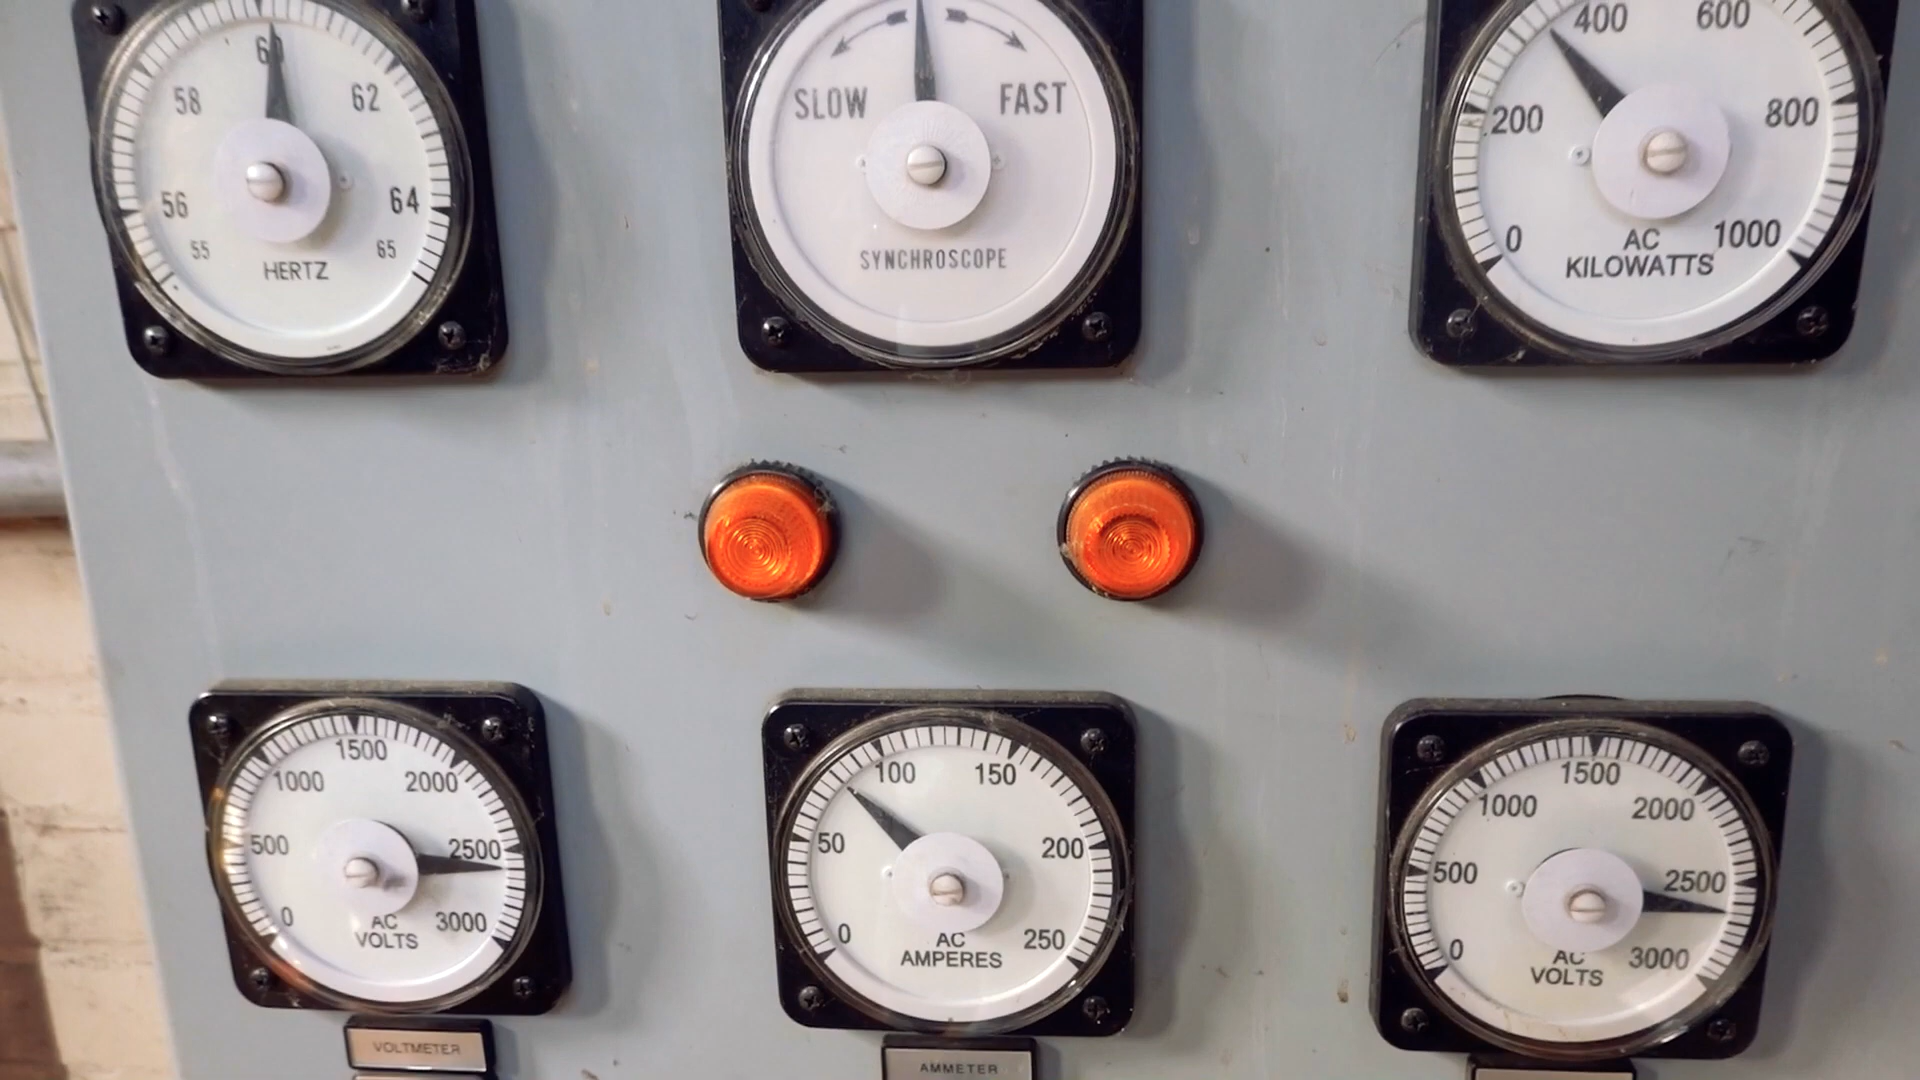 60
58
62
56
64
55
65
HERTZ
SLOW
FAST
SYNCHROSCOPE
400
600
200
800
0
1000
AC
KILOWATTS
1500
1000
2000
500
2500
0
3000
AC
VOLTS
VOLTMETER
100
150
50
200
0
250
AC
AMPERES
AMMETER
1500
1000
2000
500
2500
0
3000
AC
VOLTS